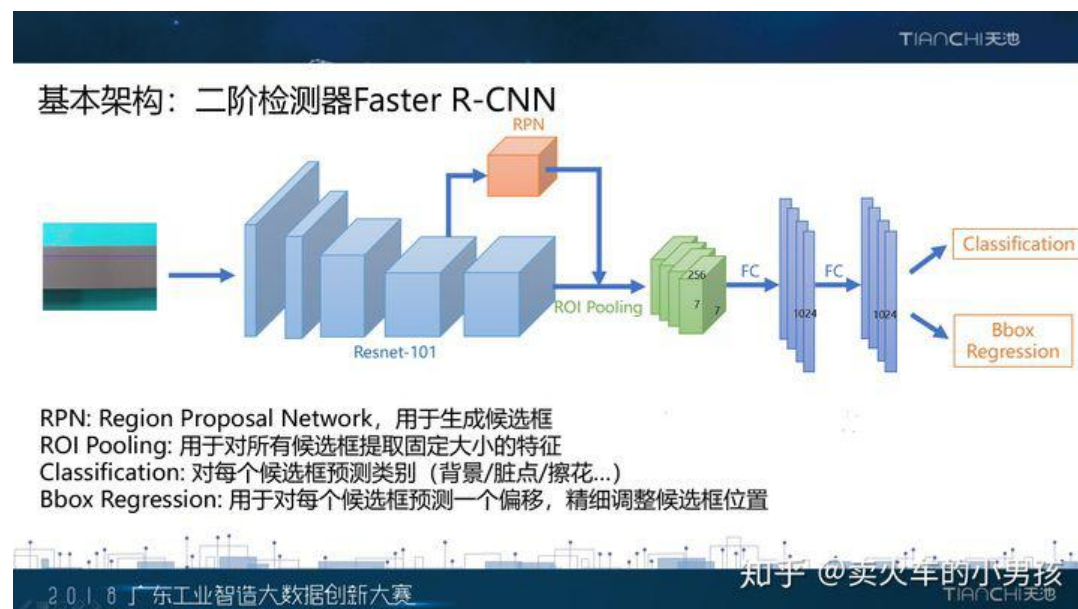 TIANCHI天池
基本架构：二阶检测器Faster R-CNN
RPN
256
7
7
FC
FC
1024
1024
Classification
ROI Pooling
Bbox
Regression
Resnet-101
RPN: Region Proposal Network，用于生成候选框
ROI Pooling: 用于对所有候选框提取固定大小的特征
Classification: 对每个候选框预测类别（背景/脏点/擦花...）
Bbox Regression: 用于对每个候选框预测一个偏移，精细调整候选框位置
知乎 @卖火车的小男孩
2018广东工业智造大数据创新大赛
TIANCHI天池